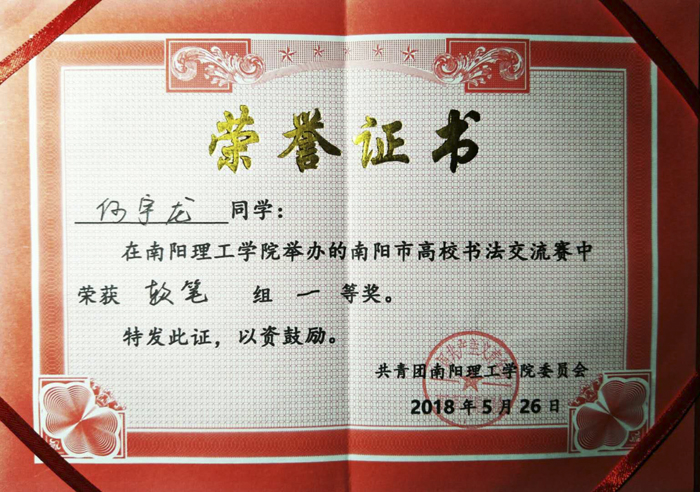 荣誉证书
何宇龙 同学：
在南阳理工学院举办的南阳市高校书法交流赛中
荣获 软笔 组 一 等奖。
特发此证，以资鼓励。
共青团南阳理工学院委员会
2018年5月26日